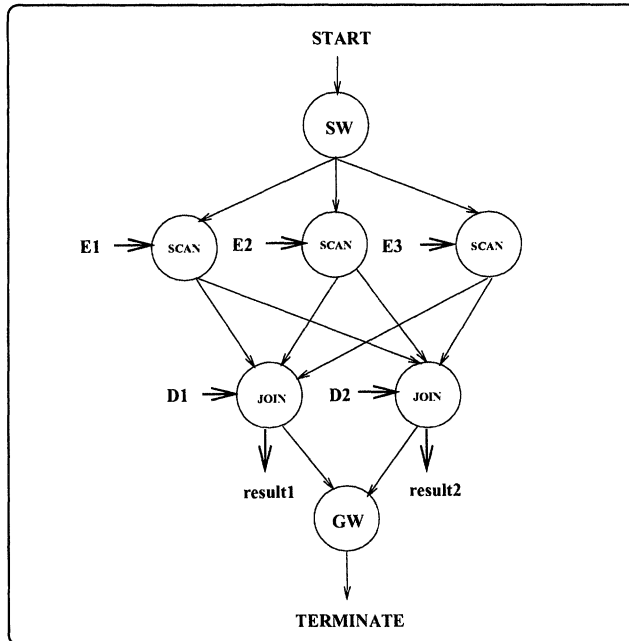 START
SW
E1 SCAN E2 SCAN E3 SCAN
D1 JOIN D2 JOIN
result1 result2
GW
TERMINATE